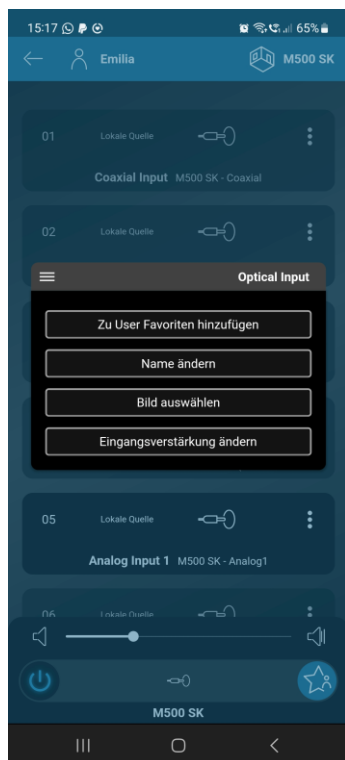 15:17 65%
Emilia M500 SK
01 Lokale Quelle
Coaxial Input M500 SK - Coaxial
02 Lokale Quelle
Optical Input
Zu User Favoriten hinzufügen
Name ändern
Bild auswählen
Eingangsverstärkung ändern
05 Lokale Quelle
Analog Input 1 M500 SK - Analog1
06 Lokale Quelle
M500 SK